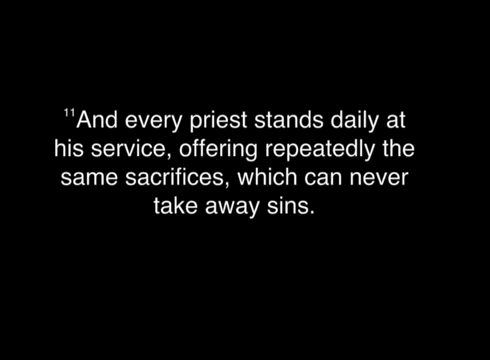 ¹¹And every priest stands daily at
his service, offering repeatedly the
same sacrifices, which can never
take away sins.